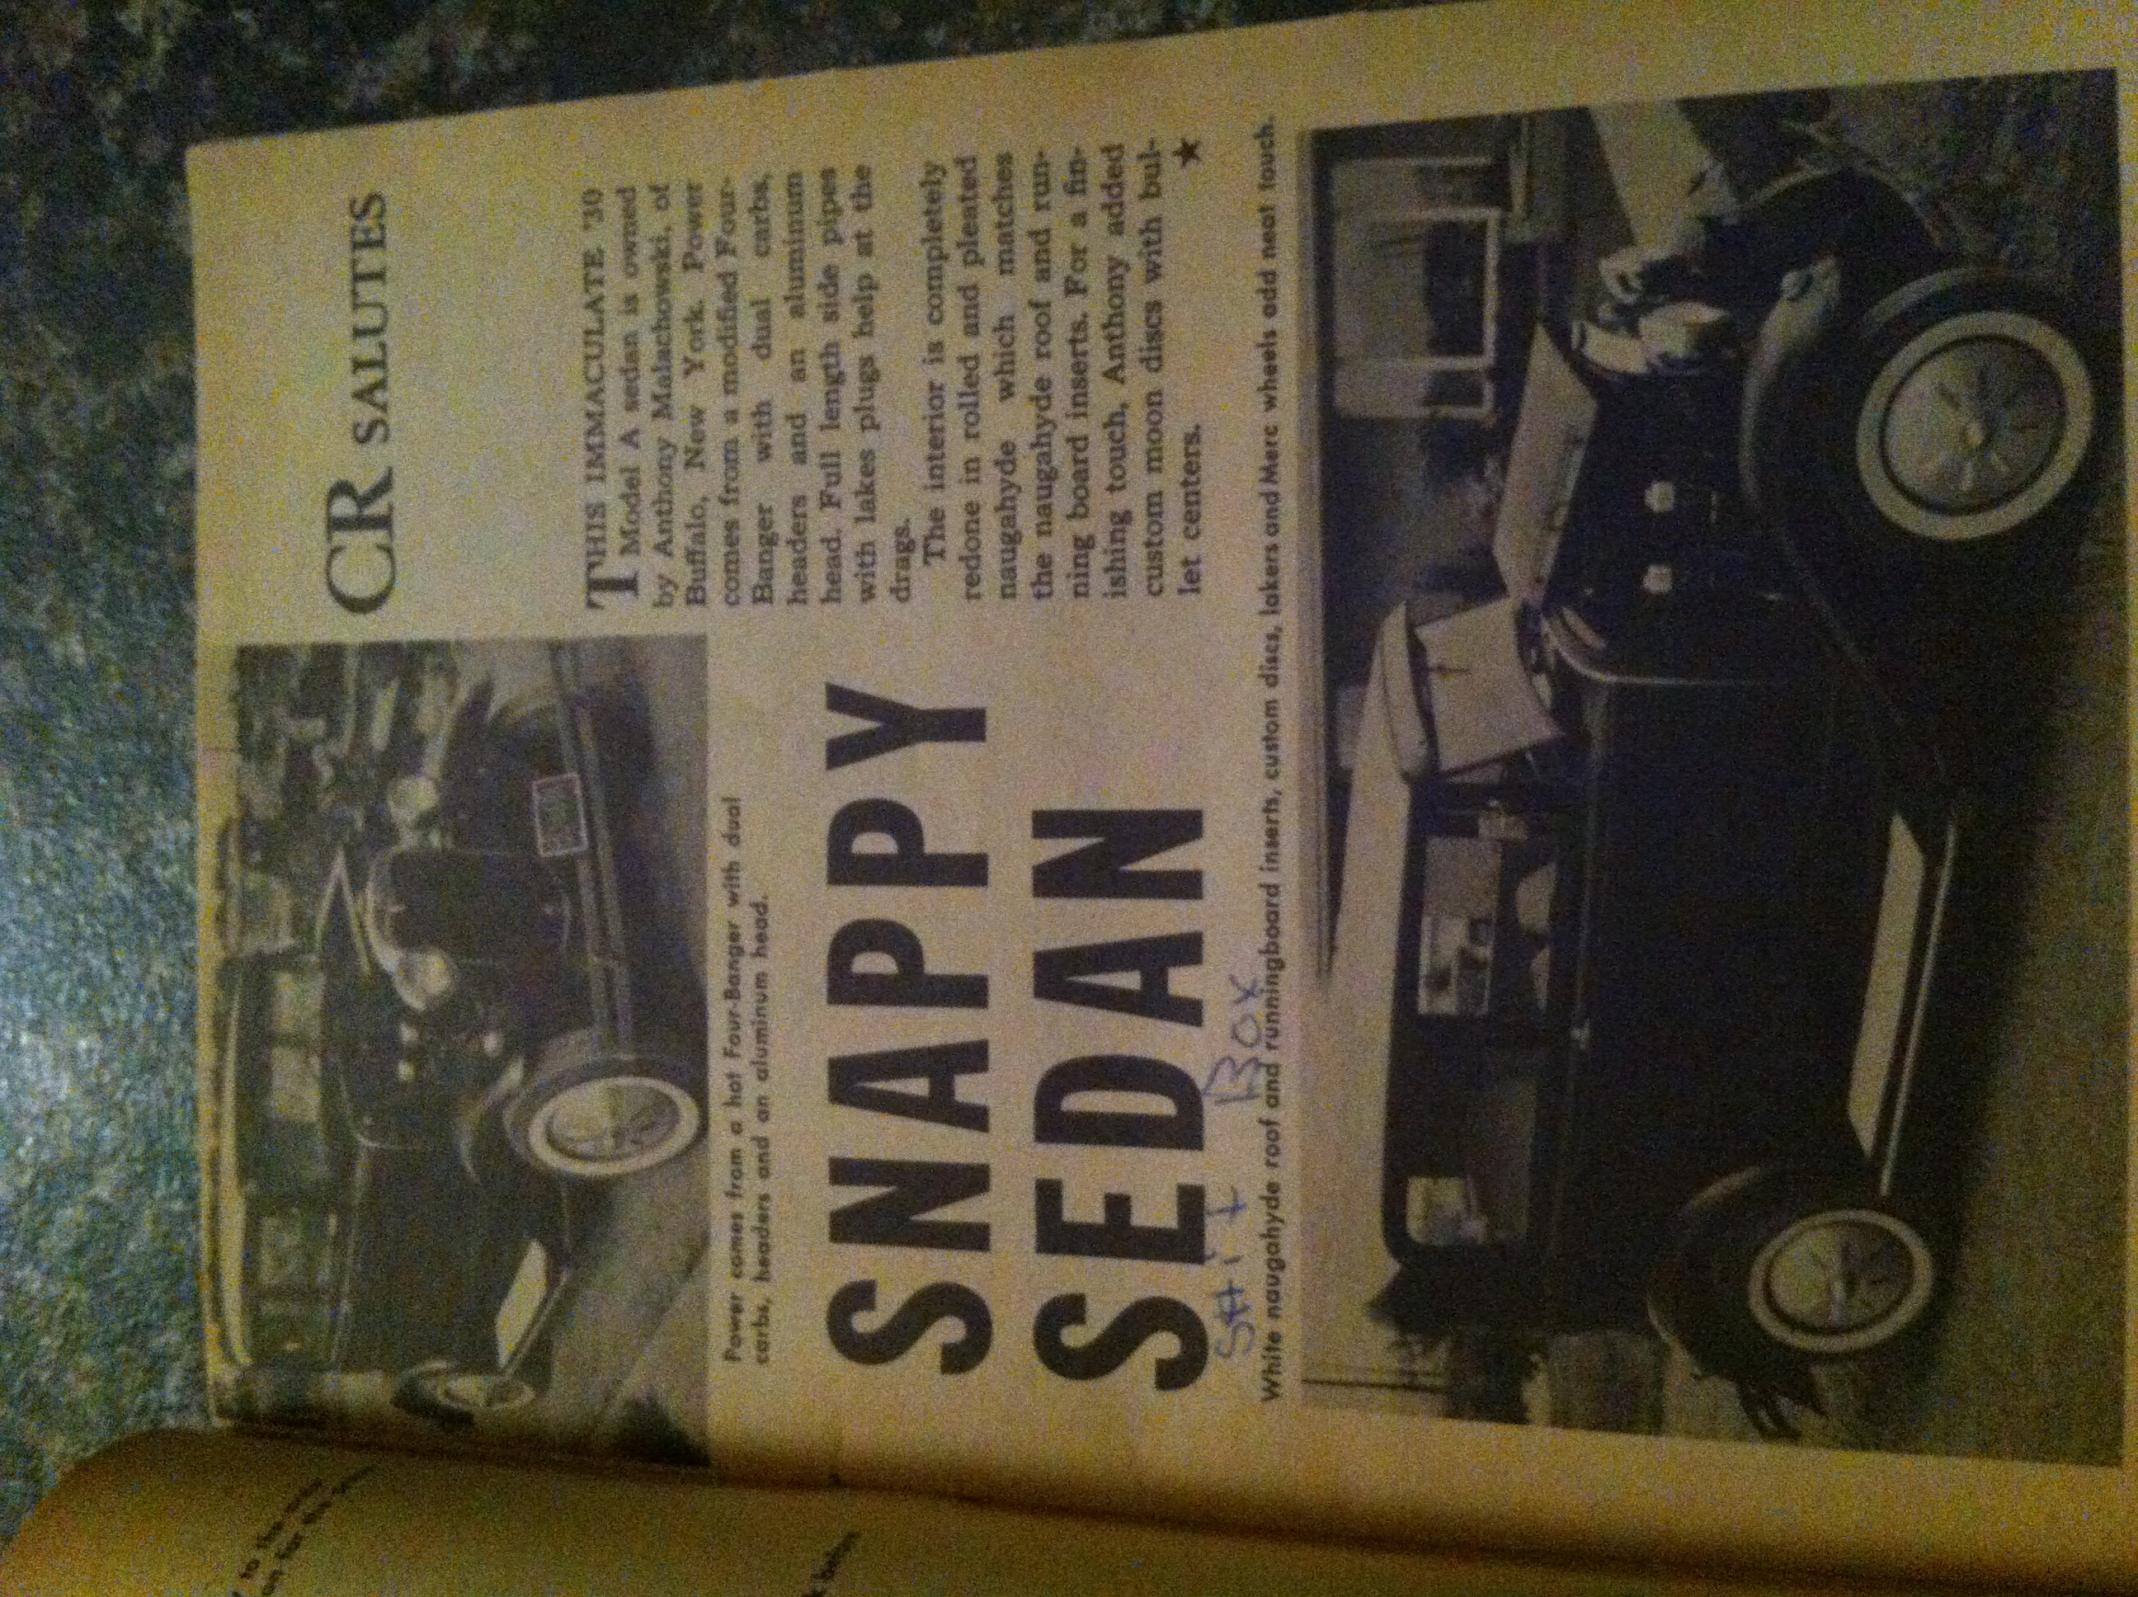 CR SALUTES
THIS IMMACULATE '30
Model A sedan is owned
by Anthony Malachowski, of
Buffalo, New York. Power
comes from a modified Four-
Banger with dual carbs,
headers and an aluminum
head. Full length side pipes
with lakes plugs help at the
drags.
The interior is completely
redone in rolled and pleated
naugahyde which matches
the naugahyde roof and run-
ning board inserts. For a fin-
ishing touch, Anthony added
custom moon discs with bul-
let centers. ★
Power comes from a hot Four-Banger with dual
carbs, headers and an aluminum head.
SNAPPY
SEDAN
SHIT BOX
White naugahyde roof and runningboard inserts, custom discs, lakers and Merc wheels add neat touch.